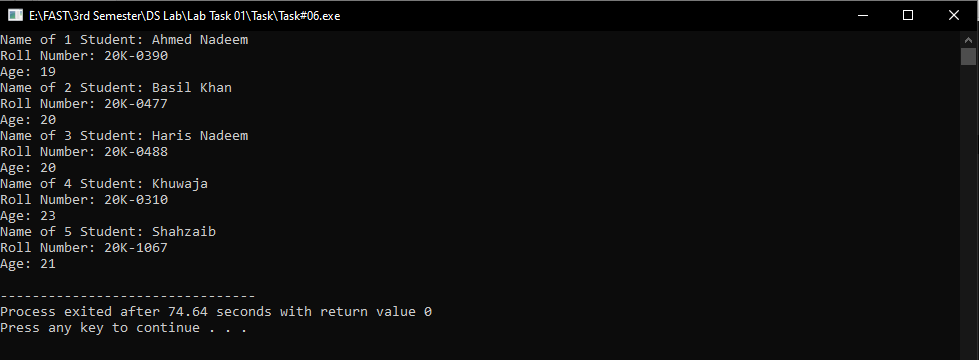 E:\FAST\3rd Semester\DS Lab\Lab Task 01\Task\Task#06.exe
Name of 1 Student: Ahmed Nadeem
Roll Number: 20K-0390
Age: 19
Name of 2 Student: Basil Khan
Roll Number: 20K-0477
Age: 20
Name of 3 Student: Haris Nadeem
Roll Number: 20K-0488
Age: 20
Name of 4 Student: Khuwaja
Roll Number: 20K-0310
Age: 23
Name of 5 Student: Shahzaib
Roll Number: 20K-1067
Age: 21
--------------------------------
Process exited after 74.64 seconds with return value 0
Press any key to continue . . .